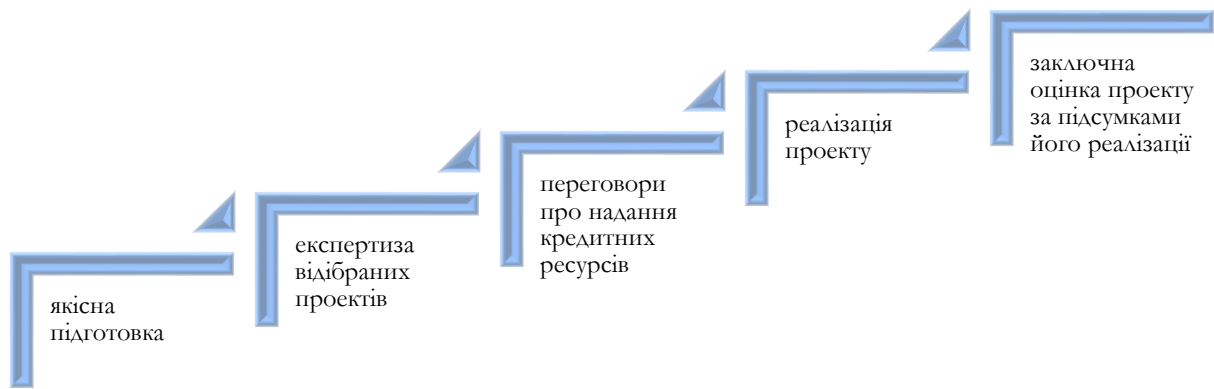 якісна
підготовка
експертиза
відібраних
проектів
переговори
про надання
кредитних
ресурсів
реалізація
проекту
заключна
оцінка проекту
за підсумками
його реалізації